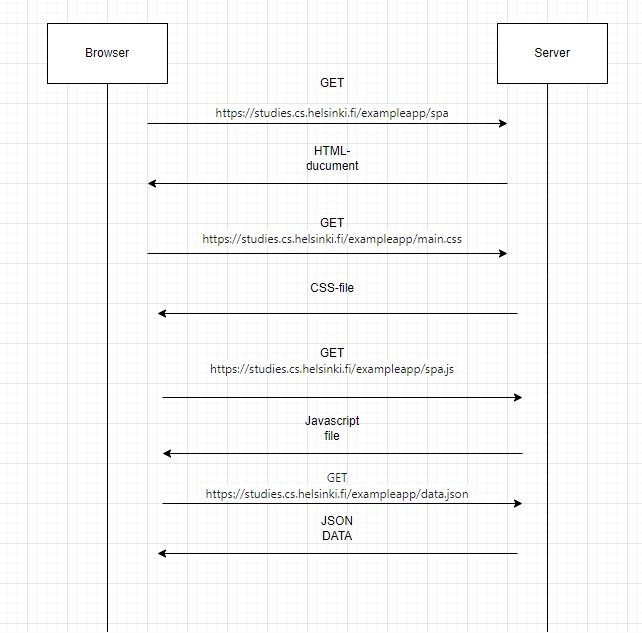 Browser
Server
GET
https://studies.cs.helsinki.fi/exampleapp/spa
HTML-
ducument
GET
https://studies.cs.helsinki.fi/exampleapp/main.css
CSS-file
GET
https://studies.cs.helsinki.fi/exampleapp/spa.js
Javascript
file
GET
https://studies.cs.helsinki.fi/exampleapp/data.json
JSON
DATA